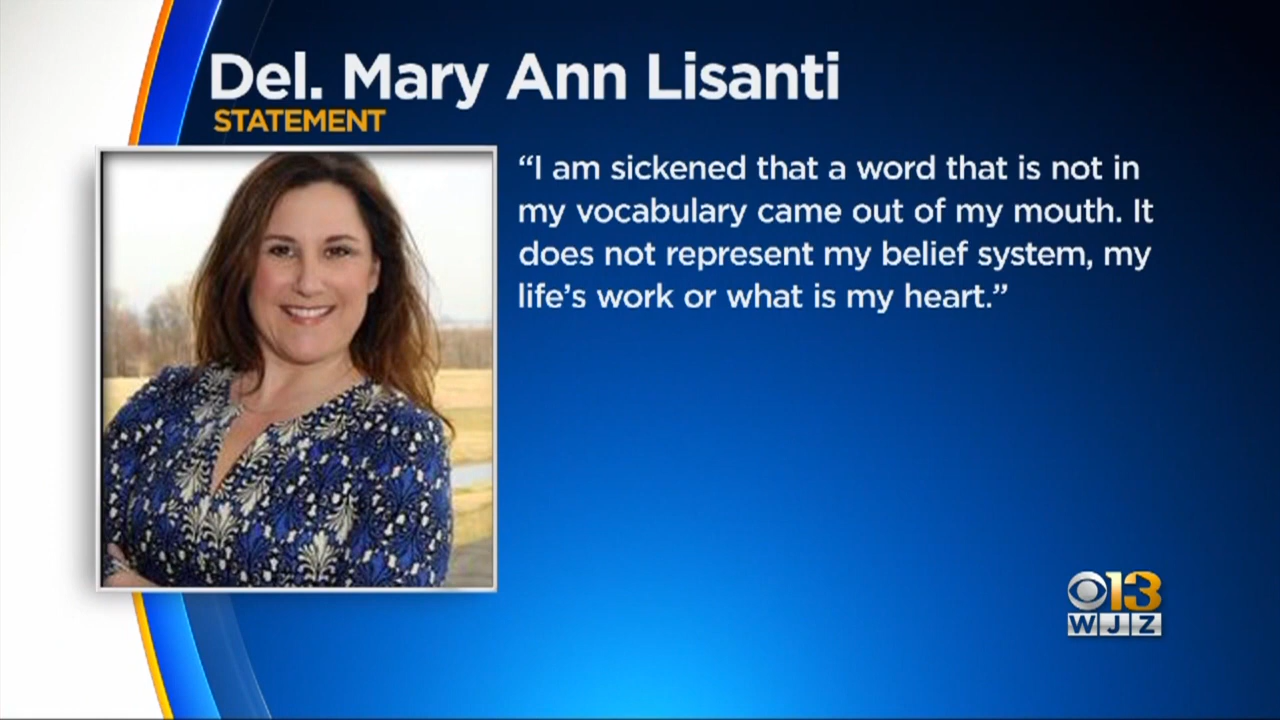 Del. Mary Ann Lisanti
STATEMENT
“I am sickened that a word that is not in
my vocabulary came out of my mouth. It
does not represent my belief system, my
life’s work or what is my heart.”
13
WJZ